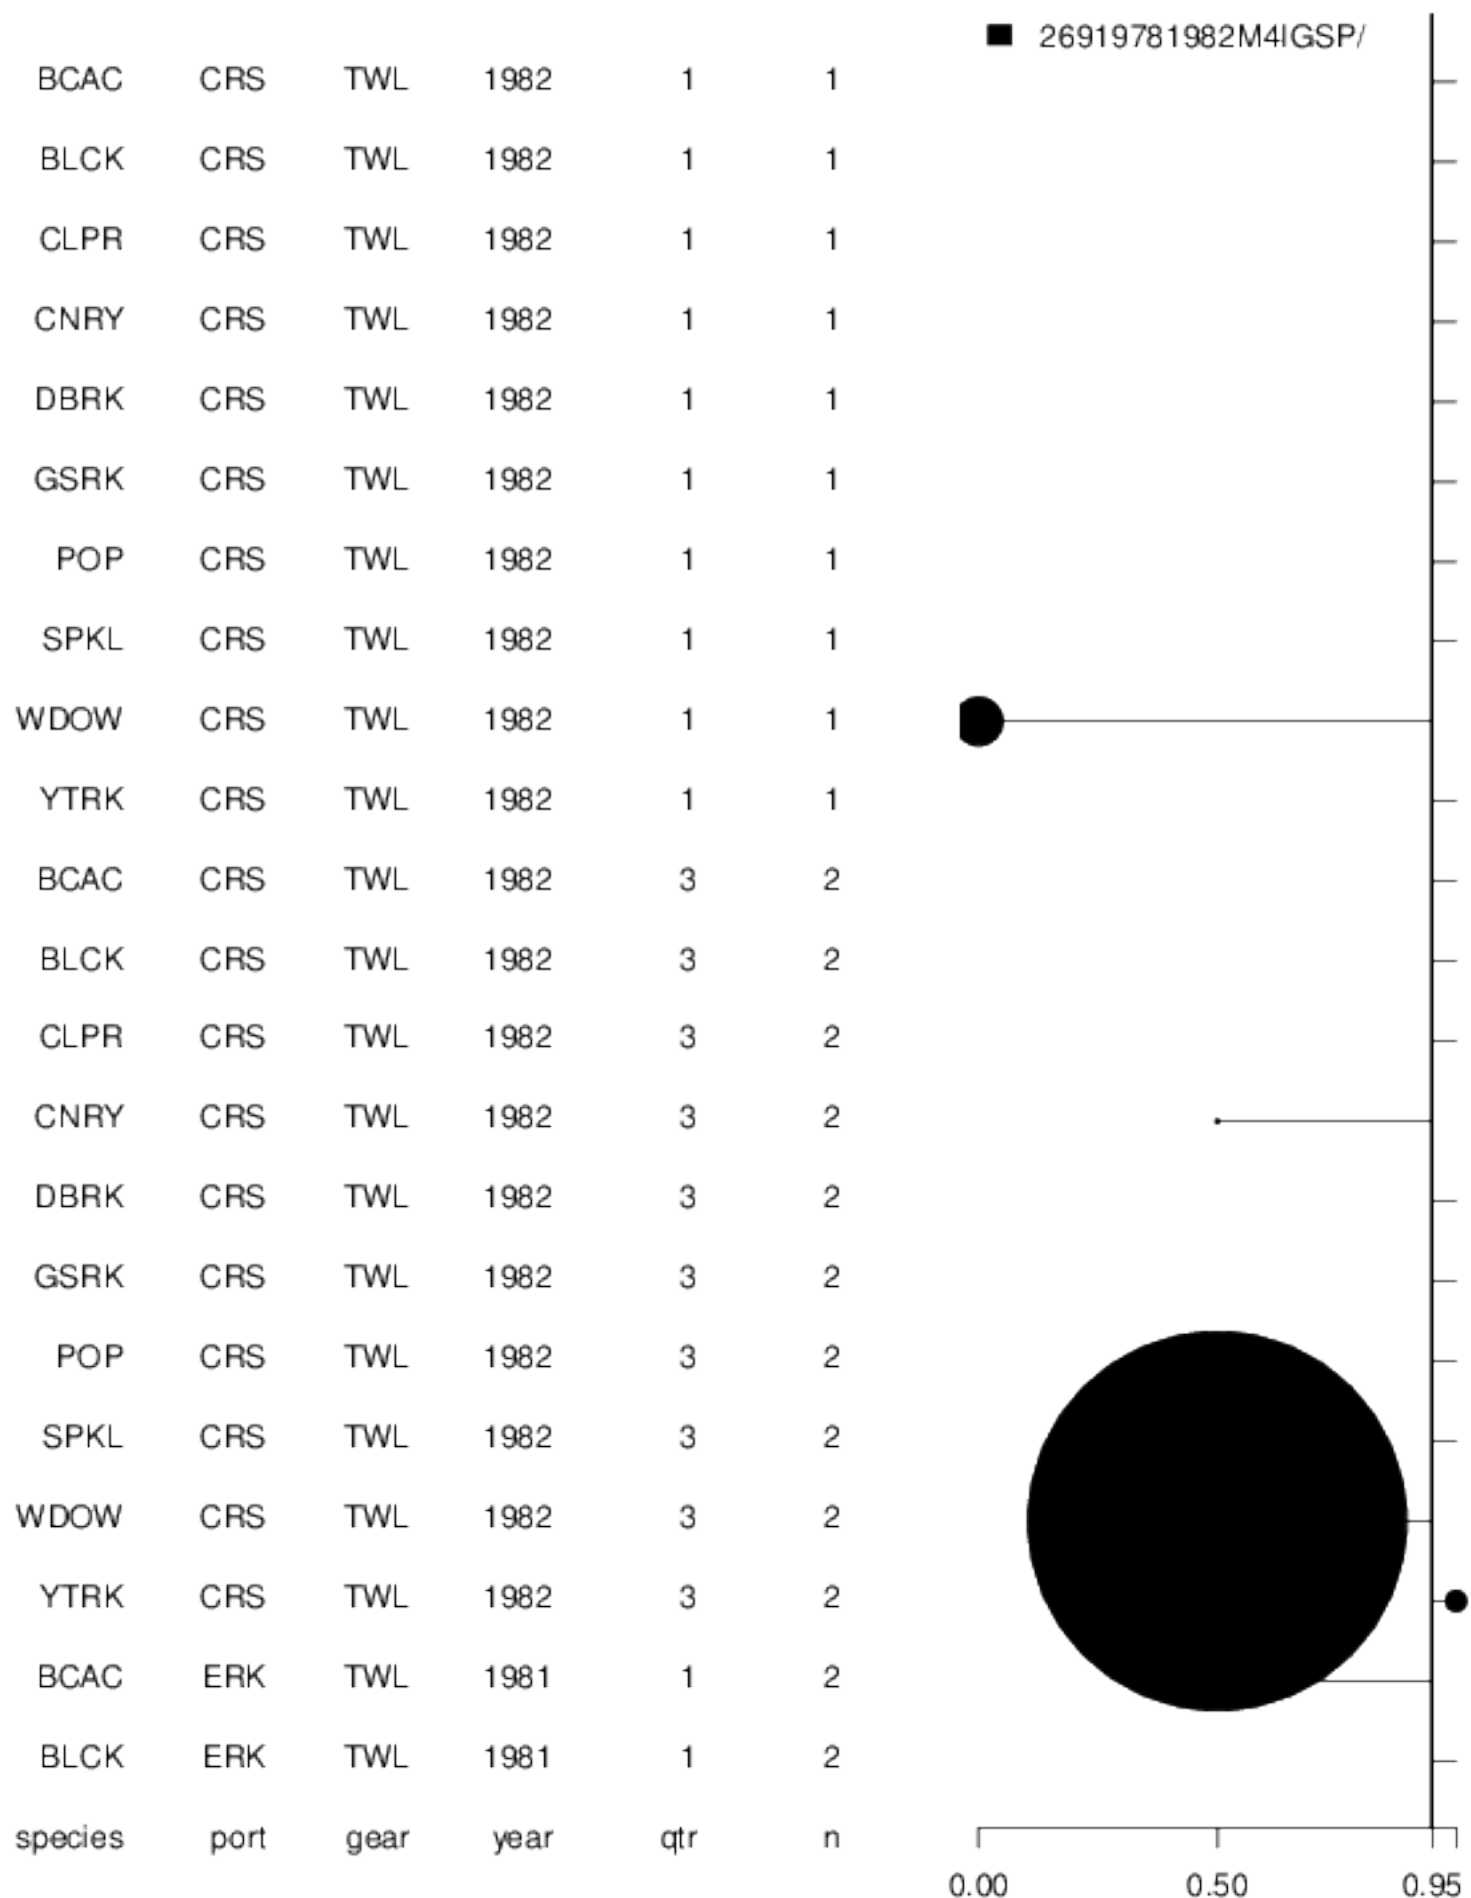 26919781982M4IGSP/
BCAC CRS TWL 1982 1 1
BLCK CRS TWL 1982 1 1
CLPR CRS TWL 1982 1 1
CNRY CRS TWL 1982 1 1
DBRK CRS TWL 1982 1 1
GSRK CRS TWL 1982 1 1
POP CRS TWL 1982 1 1
SPKL CRS TWL 1982 1 1
WDOW CRS TWL 1982 1 1
YTRK CRS TWL 1982 1 1
BCAC CRS TWL 1982 3 2
BLCK CRS TWL 1982 3 2
CLPR CRS TWL 1982 3 2
CNRY CRS TWL 1982 3 2
DBRK CRS TWL 1982 3 2
GSRK CRS TWL 1982 3 2
POP CRS TWL 1982 3 2
SPKL CRS TWL 1982 3 2
WDOW CRS TWL 1982 3 2
YTRK CRS TWL 1982 3 2
BCAC ERK TWL 1981 1 2
BLCK ERK TWL 1981 1 2
species port gear year qtr n
0.00 0.50 0.95